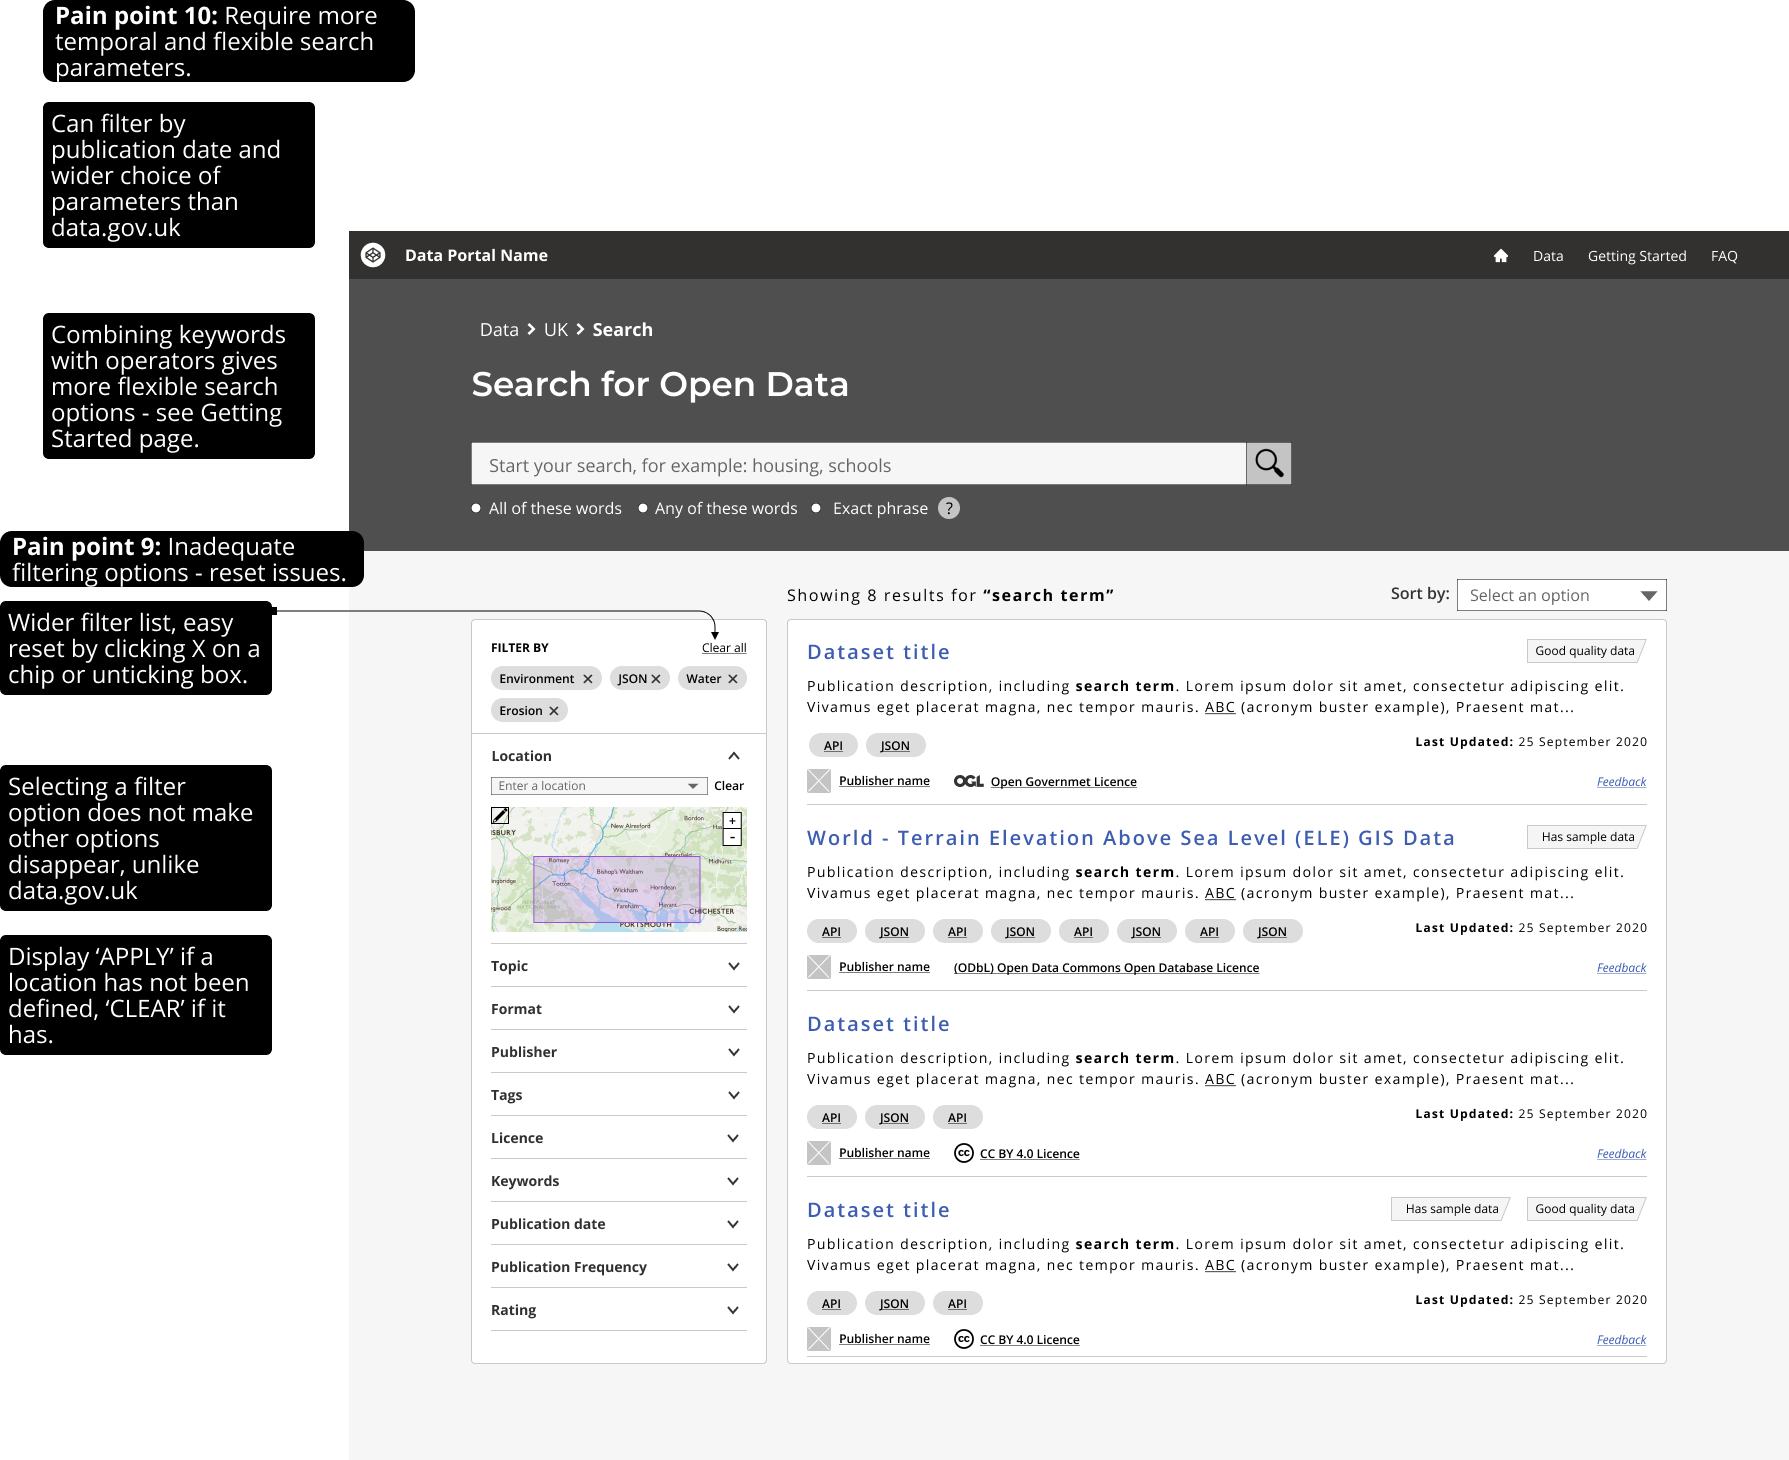 Pain point 10: Require more
temporal and flexible search
parameters.
Can filter by
publication date and
wider choice of
parameters than
data.gov.uk
Combining keywords
with operators gives
more flexible search
options - see Getting
Started page.
Pain point 9: Inadequate
filtering options - reset issues.
Wider filter list, easy
reset by clicking X on a
chip or unticking box.
Selecting a filter
option does not make
other options
disappear, unlike
data.gov.uk
Display ‘APPLY’ if a
location has not been
defined, ‘CLEAR’ if it
has.
Data Portal Name
Data Getting Started FAQ
Data UK Search
Search for Open Data
Start your search, for example: housing, schools
All of these words Any of these words Exact phrase ?
Showing 8 results for “search term”
Sort by: Select an option
FILTER BY Clear all
Environment JSON Water
Erosion
Location
Enter a location Clear
New Alresford
Bordon
SBURY
+
-
Romsey
Petersfield
Midhurst
Bishop's Waltham
Totton
Wickham
Horndean
Fareham
Havant
CHICHESTER
PORTSMOUTH
Topic
Format
Publisher
Tags
Licence
Keywords
Publication date
Publication Frequency
Rating
Dataset title Good quality data
Publication description, including search term. Lorem ipsum dolor sit amet, consectetur adipiscing elit.
Vivamus eget placerat magna, nec tempor mauris. ABC (acronym buster example), Praesent mat...
API JSON Last Updated: 25 September 2020
Publisher name OGL Open Governmet Licence Feedback
World - Terrain Elevation Above Sea Level (ELE) GIS Data Has sample data
Publication description, including search term. Lorem ipsum dolor sit amet, consectetur adipiscing elit.
Vivamus eget placerat magna, nec tempor mauris. ABC (acronym buster example), Praesent mat...
API JSON API JSON API JSON API JSON Last Updated: 25 September 2020
Publisher name (ODbL) Open Data Commons Open Database Licence Feedback
Dataset title
Publication description, including search term. Lorem ipsum dolor sit amet, consectetur adipiscing elit.
Vivamus eget placerat magna, nec tempor mauris. ABC (acronym buster example), Praesent mat...
API JSON API Last Updated: 25 September 2020
Publisher name cc CC BY 4.0 Licence Feedback
Dataset title Has sample data Good quality data
Publication description, including search term. Lorem ipsum dolor sit amet, consectetur adipiscing elit.
Vivamus eget placerat magna, nec tempor mauris. ABC (acronym buster example), Praesent mat...
API JSON API Last Updated: 25 September 2020
Publisher name cc CC BY 4.0 Licence Feedback